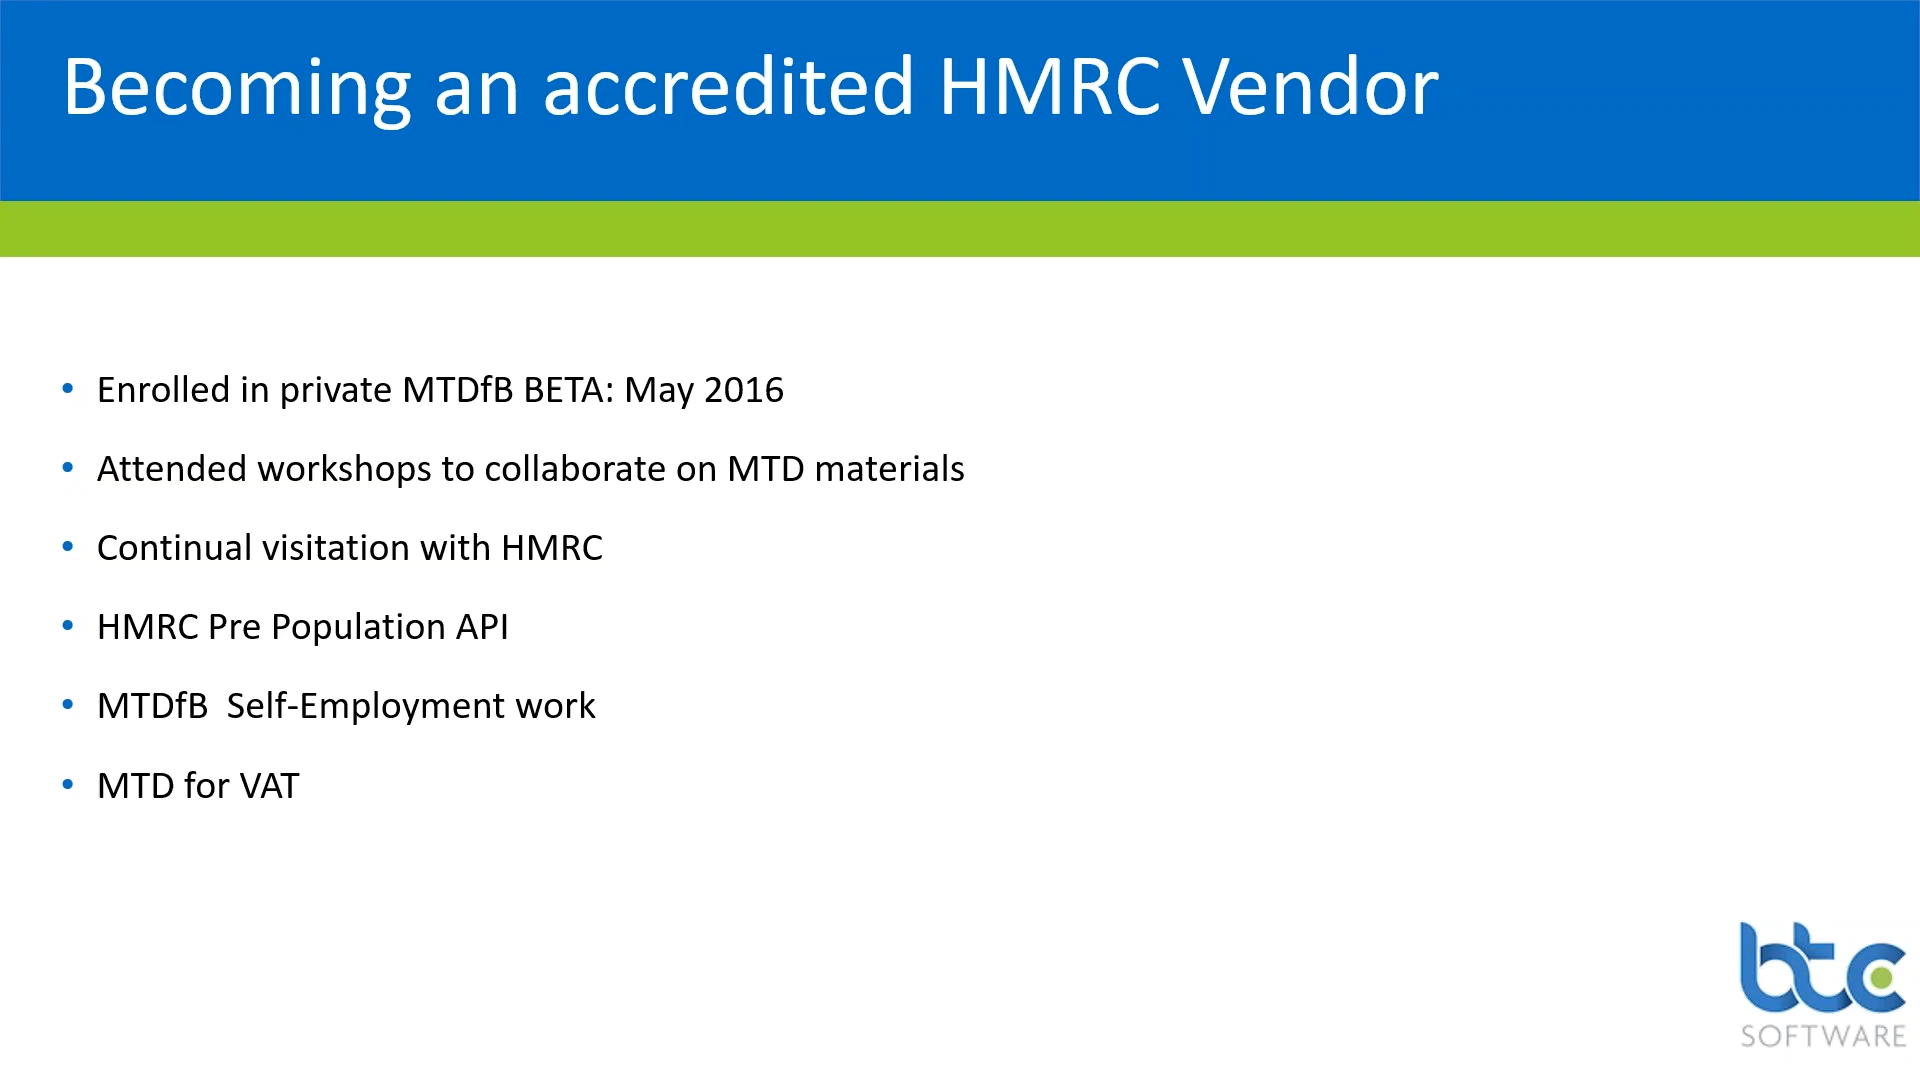 Becoming an accredited HMRC Vendor
• Enrolled in private MTDfB BETA: May 2016
• Attended workshops to collaborate on MTD materials
• Continual visitation with HMRC
• HMRC Pre Population API
• MTDfB  Self-Employment work
• MTD for VAT
btc
SOFTWARE